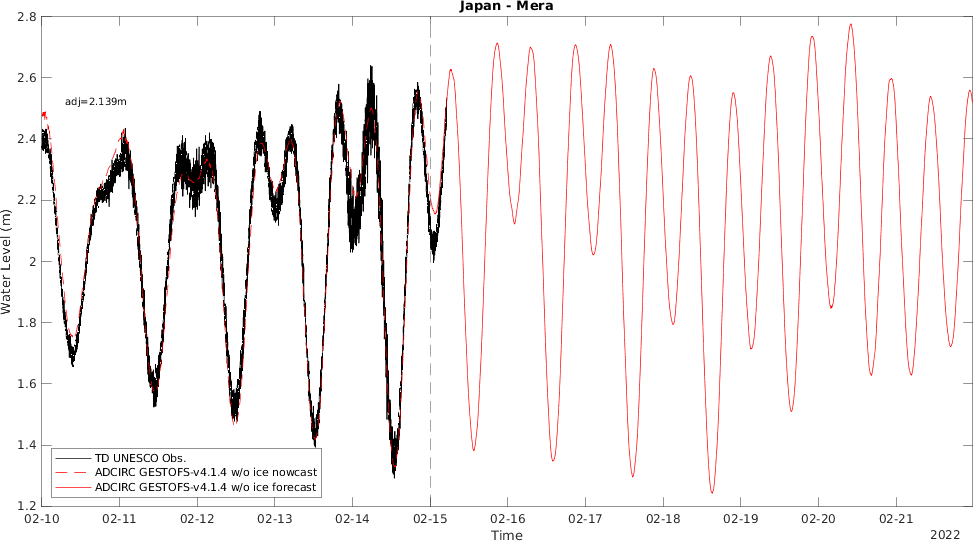 Japan - Mera
2.8
2.6
2.4
2.2
2
1.8
1.6
1.4
1.2
Water Level (m)
adj=2.139m
TD UNESCO Obs.
ADCIRC GESTOFS-v4.1.4 w/o ice nowcast
ADCIRC GESTOFS-v4.1.4 w/o ice forecast
02-10 02-11 02-12 02-13 02-14 02-15 02-16 02-17 02-18 02-19 02-20 02-21
Time
2022